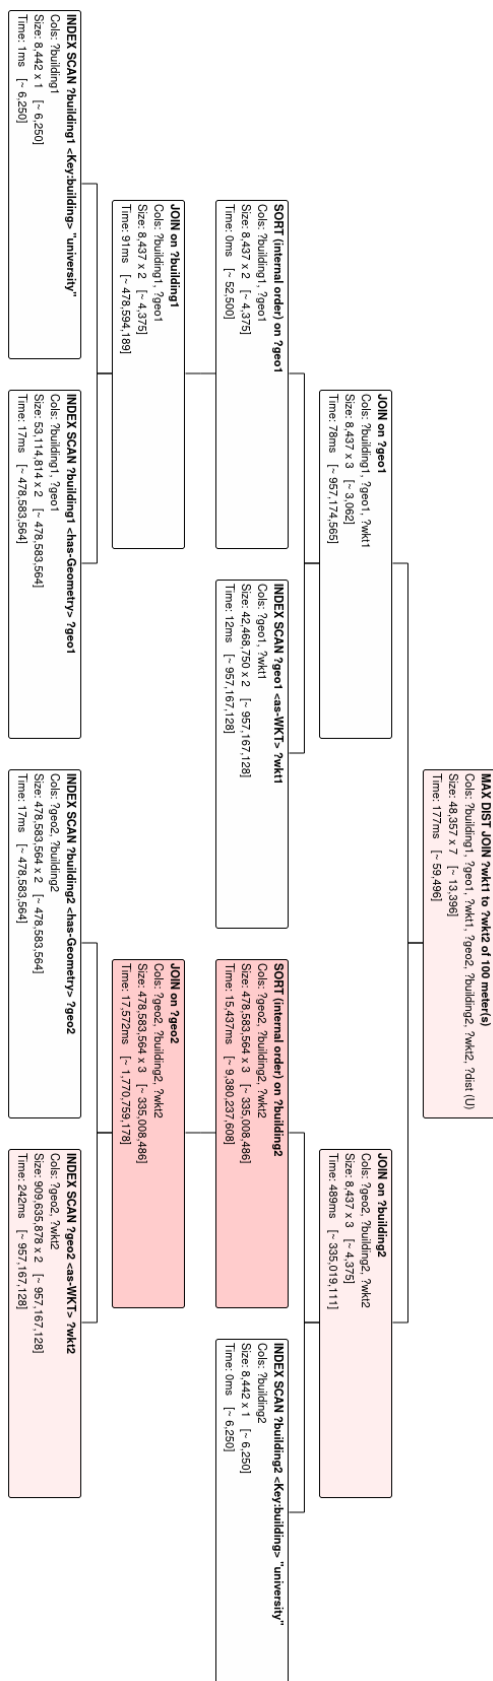 MAX DIST JOIN ?wkt1 to ?wkt2 of 100 meter(s)
Cols: ?building1, ?geo1, ?wkt1, ?geo2, ?building2, ?wkt2, ?dist (U)
Size: 48,357 x 7 [~ 13,396]
Time: 177ms [~ 59,496]
JOIN on ?geo1
Cols: ?building1, ?geo1, ?wkt1
Size: 8,437 x 3 [~ 3,062]
Time: 78ms [~ 957,174,565]
JOIN on ?building2
Cols: ?geo2, ?building2, ?wkt2
Size: 8,437 x 3 [~ 4,375]
Time: 489ms [~ 335,019,111]
SORT (internal order) on ?geo1
Cols: ?building1, ?geo1
Size: 8,437 x 2 [~ 4,375]
Time: 0ms [~ 52,500]
INDEX SCAN ?geo1 <as-WKT> ?wkt1
Cols: ?geo1, ?wkt1
Size: 42,468,750 x 2 [~ 957,167,128]
Time: 12ms [~ 957,167,128]
SORT (internal order) on ?building2
Cols: ?geo2, ?building2, ?wkt2
Size: 478,583,564 x 3 [~ 335,008,486]
Time: 15,437ms [~ 9,380,237,608]
INDEX SCAN ?building2 <Key:building> "university"
Cols: ?building2
Size: 8,442 x 1 [~ 6,250]
Time: 0ms [~ 6,250]
JOIN on ?building1
Cols: ?building1, ?geo1
Size: 8,437 x 2 [~ 4,375]
Time: 91ms [~ 478,594,189]
JOIN on ?geo2
Cols: ?geo2, ?building2, ?wkt2
Size: 478,583,564 x 3 [~ 335,008,486]
Time: 17,572ms [~ 1,770,759,178]
INDEX SCAN ?building1 <Key:building> "university"
Cols: ?building1
Size: 8,442 x 1 [~ 6,250]
Time: 1ms [~ 6,250]
INDEX SCAN ?building1 <has-Geometry> ?geo1
Cols: ?building1, ?geo1
Size: 53,114,814 x 2 [~ 478,583,564]
Time: 17ms [~ 478,583,564]
INDEX SCAN ?building2 <has-Geometry> ?geo2
Cols: ?geo2, ?building2
Size: 478,583,564 x 2 [~ 478,583,564]
Time: 17ms [~ 478,583,564]
INDEX SCAN ?geo2 <as-WKT> ?wkt2
Cols: ?geo2, ?wkt2
Size: 909,635,878 x 2 [~ 957,167,128]
Time: 242ms [~ 957,167,128]